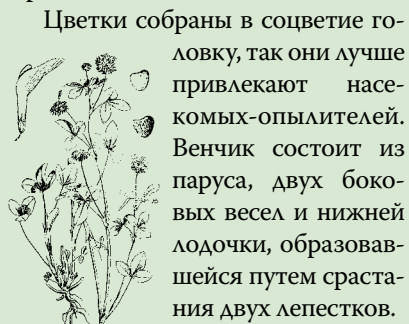 Цветки собраны в соцветие го-
ловку, так они лучше
привлекают насе-
комых-опылителей.
Венчик состоит из
паруса, двух боко-
вых весел и нижней
лодочки, образовав-
шейся путем сраста-
ния двух лепестков.